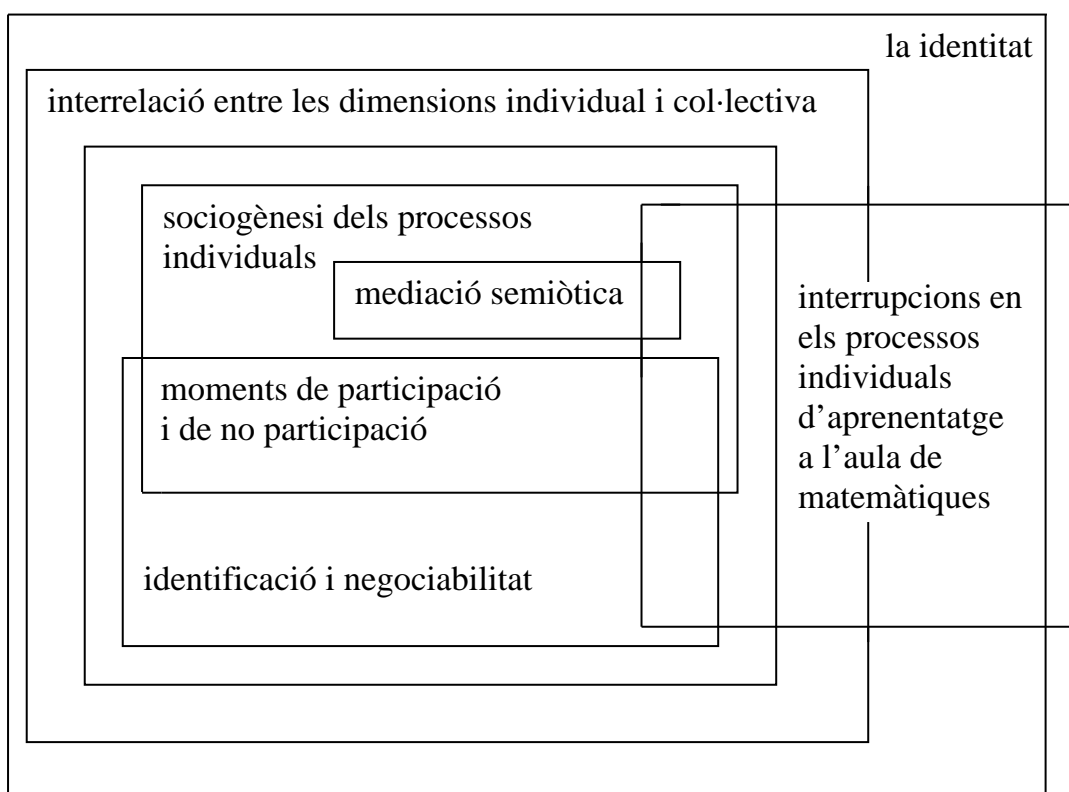 la identitat
interrelació entre les dimensions individual i col·lectiva
sociogènesi dels processos
individuals
mediació semiòtica
moments de participació
i de no participació
identificació i negociabilitat
interrupcions en
els processos
individuals
d’aprenentatge
a l’aula de
matemàtiques